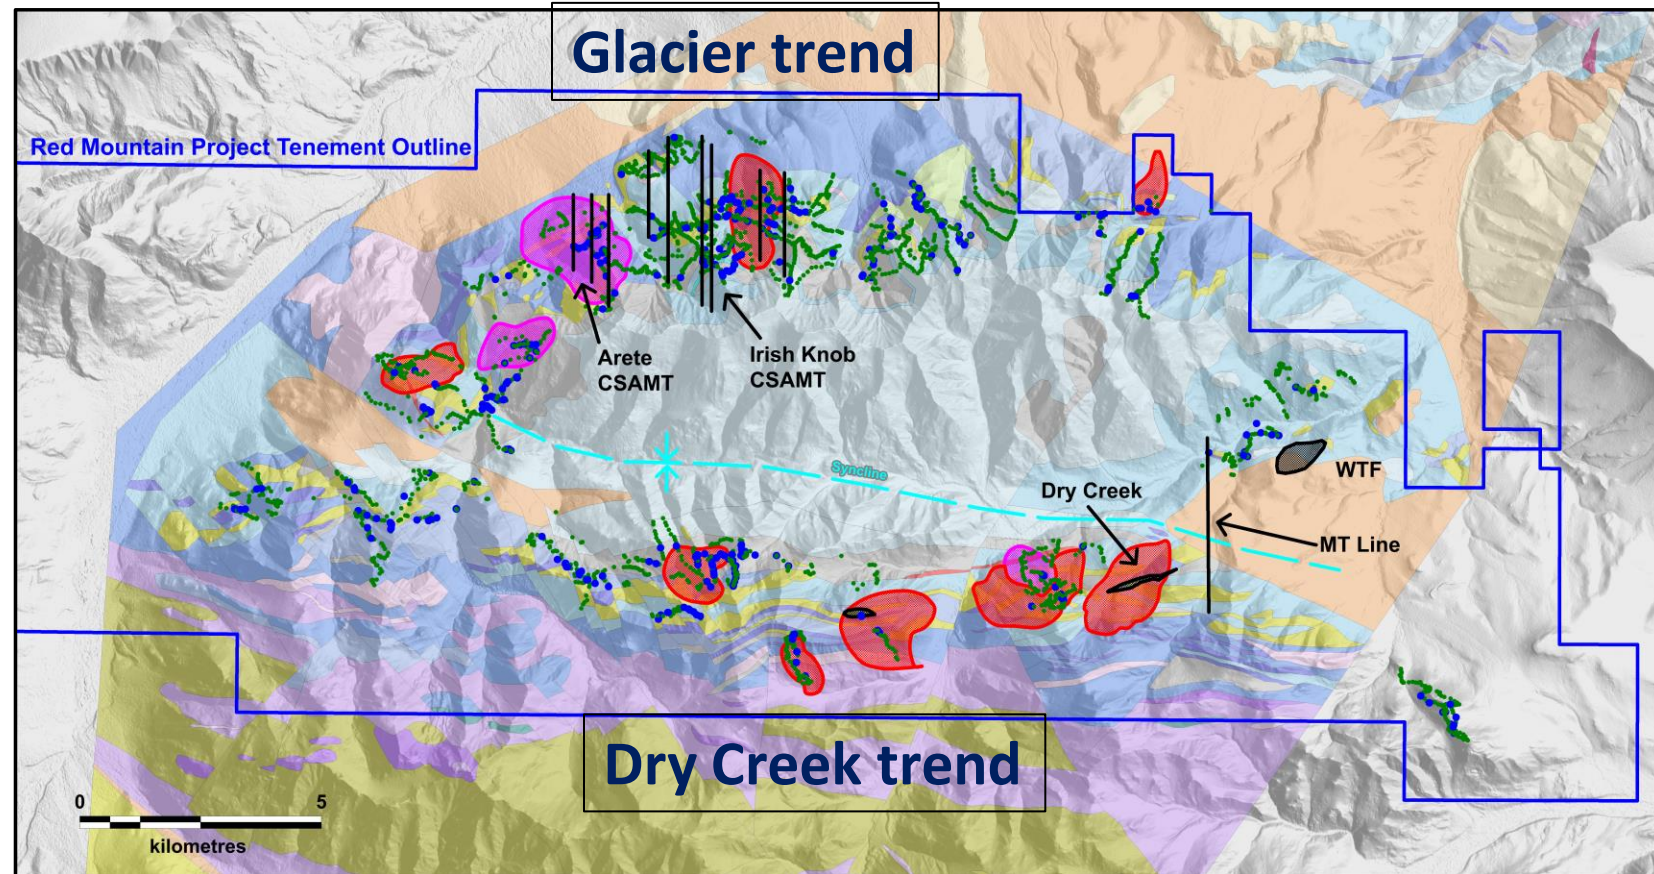 Glacier trend
Red Mountain Project Tenement Outline
Arete
CSAMT
Irish Knob
CSAMT
Syncline
WTF
Dry Creek
MT Line
Dry Creek trend
0 5
kilometres